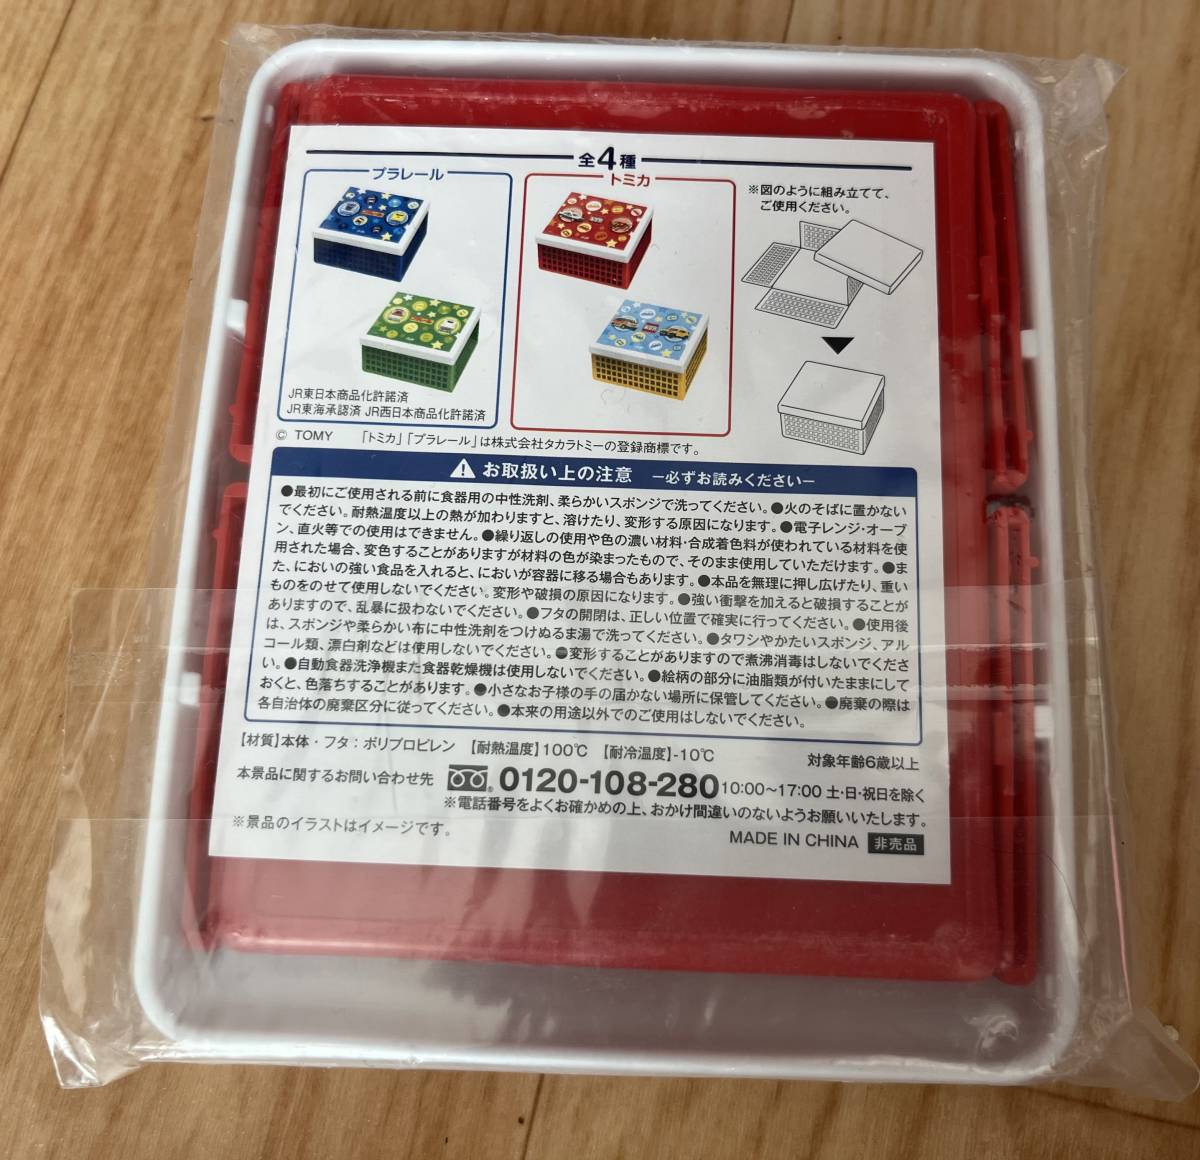 全4種
プラレール
トミカ
※図のように組み立てて、
ご使用ください。
JR東日本商品化許諾済
JR東海承認済 JR西日本商品化許諾済
© TOMY 「トミカ」「プラレール」は株式会社タカラトミーの登録商標です。
お取扱い上の注意 ー必ずお読みくださいー
●最初にご使用される前に食器用の中性洗剤、柔らかいスポンジで洗ってください。●火のそばに置かない
でください。耐熱温度以上の熱が加わりますと、溶けたり、変形する原因になります。●電子レンジ・オーブ
ン、直火等での使用はできません。●繰り返しの使用や色の濃い材料・合成着色料が使われている材料を使
用された場合、変色することがありますが材料の色が染まったもので、そのまま使用していただけます。●ま
た、においの強い食品を入れると、においが容器に移る場合もあります。●本品を無理に押し広げたり、重い
ものをのせて使用しないでください。変形や破損の原因になります。●強い衝撃を加えると破損することが
ありますので、乱暴に扱わないでください。●フタの開閉は、正しい位置で確実に行ってください。●使用後
は、スポンジや柔らかい布に中性洗剤をつけぬるま湯で洗ってください。●タワシやかたいスポンジ、アル
コール類、漂白剤などは使用しないでください。●変形することがありますので煮沸消毒はしないでくださ
い。●自動食器洗浄機また食器乾燥機は使用しないでください。●絵柄の部分に油脂類が付いたままにして
おくと、色落ちすることがあります。●小さなお子様の手の届かない場所に保管してください。●廃棄の際は
各自治体の廃棄区分に従ってください。●本来の用途以外でのご使用はしないでください。
【材質】本体・フタ：ポリプロピレン 【耐熱温度】100℃ 【耐冷温度】-10℃ 対象年齢6歳以上
本景品に関するお問い合わせ先 0120-108-280 10:00〜17:00 土・日・祝日を除く
※電話番号をよくお確かめの上、おかけ間違いのないようお願いいたします。
※景品のイラストはイメージです。
MADE IN CHINA 非売品